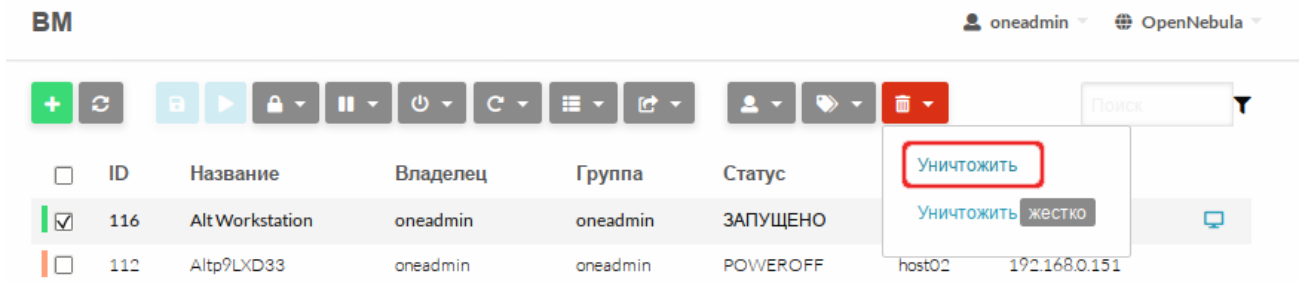 ВМ oneadmin OpenNebula
Поиск
ID Название Владелец Группа Статус
Уничтожить
116 Alt Workstation oneadmin oneadmin ЗАПУЩЕНО
Уничтожить жестко
112 Altp9LXD33 oneadmin oneadmin POWEROFF host02 192.168.0.151